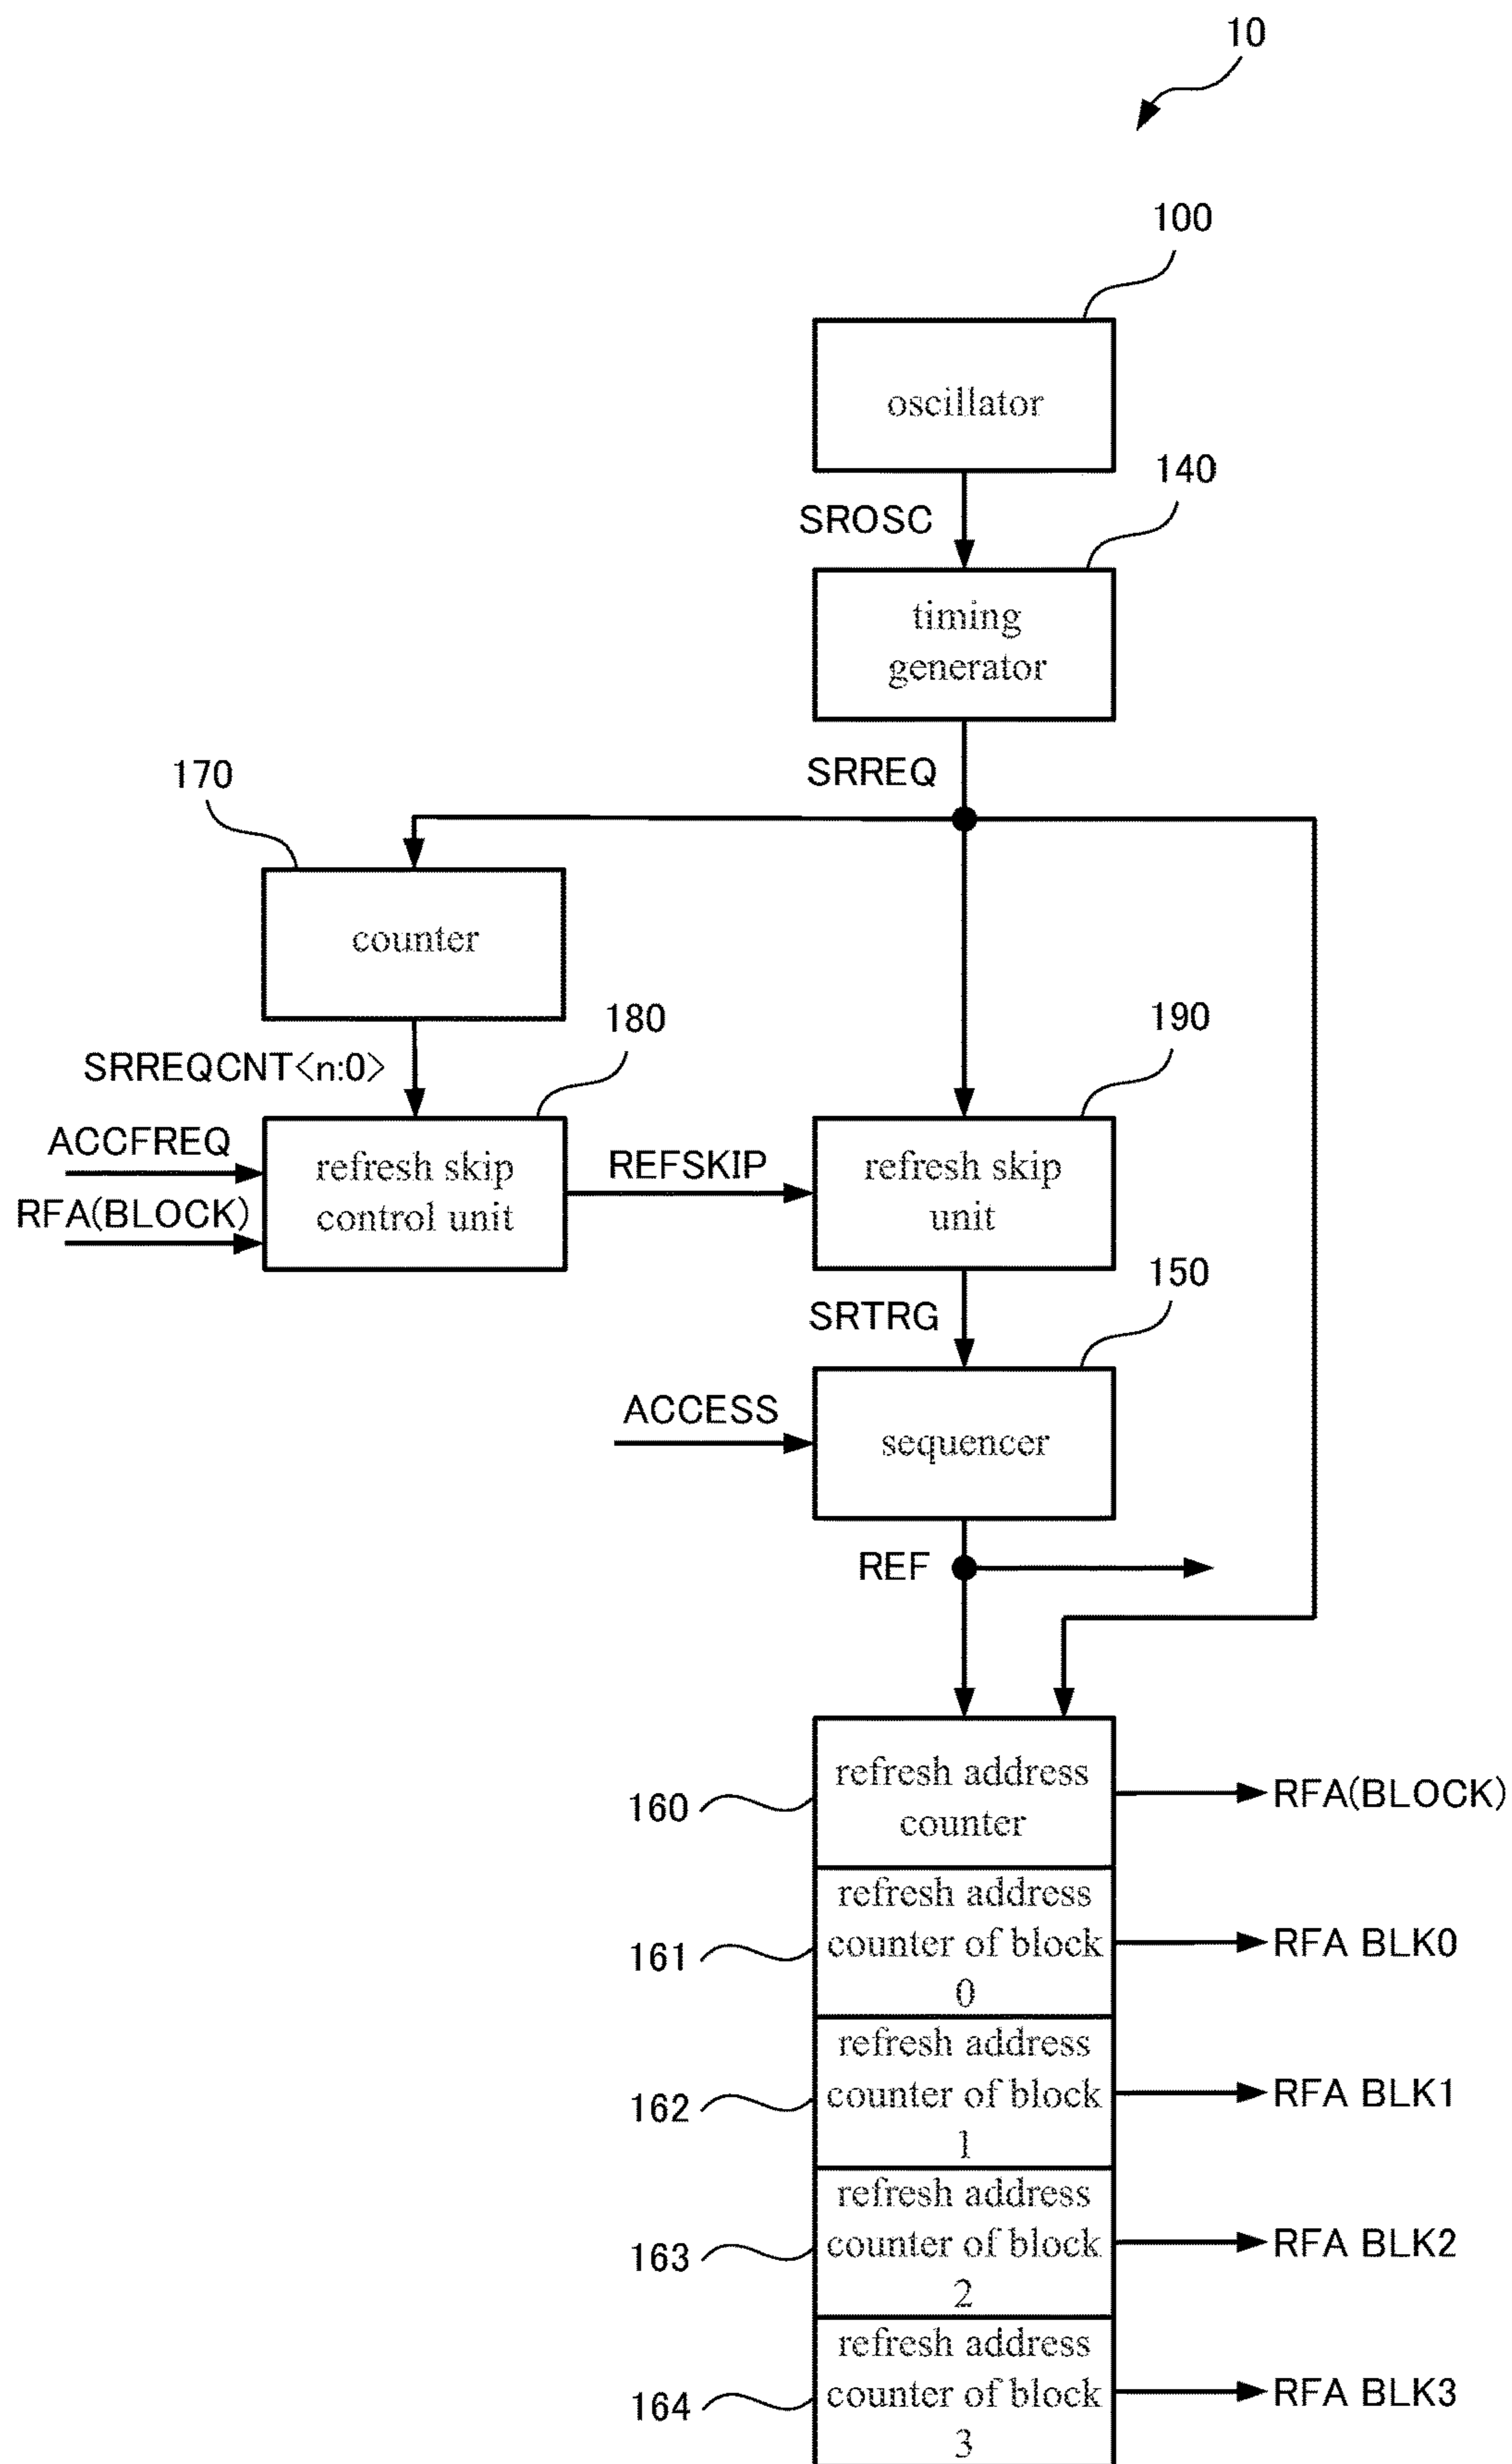 10
100
oscillator
140
SROSC
timing
generator
SRREQ
170
counter
180
190
SRREQCNT<n:0>
ACCFREQ
RFA(BLOCK)
refresh skip
control unit
REFSKIP
refresh skip
unit
150
SRTRG
ACCESS
sequencer
REF
160
refresh address
counter
RFA(BLOCK)
161
refresh address
counter of block
0
RFA BLK0
162
refresh address
counter of block
1
RFA BLK1
163
refresh address
counter of block
2
RFA BLK2
164
refresh address
counter of block
3
RFA BLK3